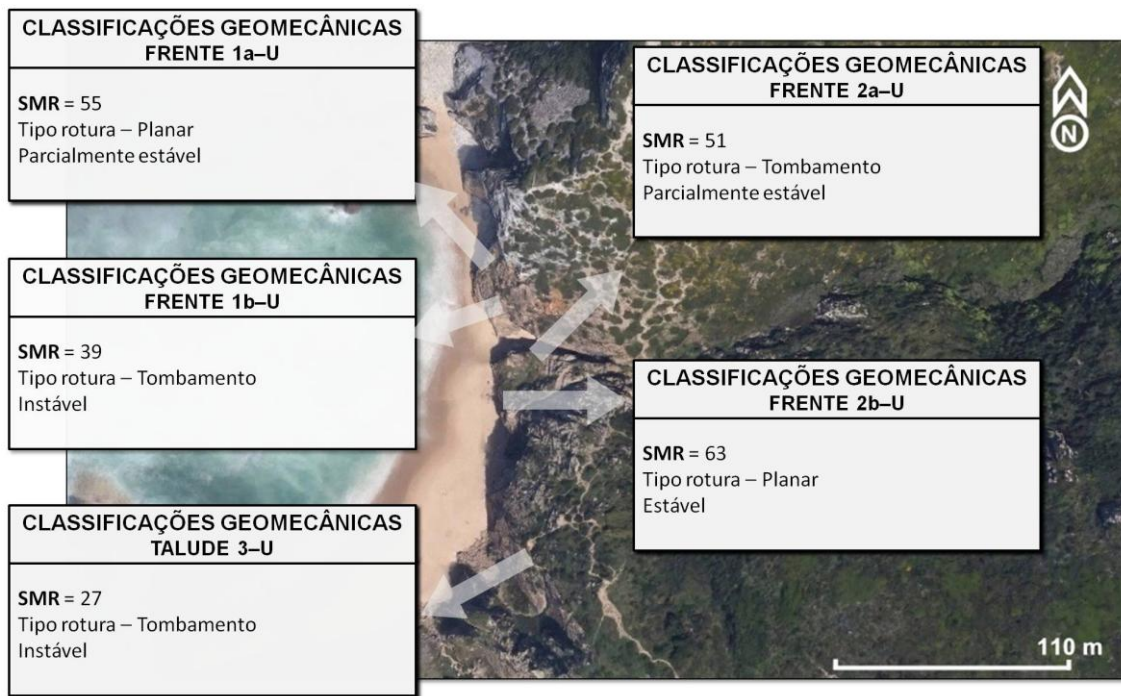 CLASSIFICAÇÕES GEOMECÂNICAS
FRENTE 1a–U
SMR = 55
Tipo rotura – Planar
Parcialmente estável
CLASSIFICAÇÕES GEOMECÂNICAS
FRENTE 2a–U
SMR = 51
Tipo rotura – Tombamento
Parcialmente estável
N
CLASSIFICAÇÕES GEOMECÂNICAS
FRENTE 1b–U
SMR = 39
Tipo rotura – Tombamento
Instável
CLASSIFICAÇÕES GEOMECÂNICAS
FRENTE 2b–U
SMR = 63
Tipo rotura – Planar
Estável
CLASSIFICAÇÕES GEOMECÂNICAS
TALUDE 3–U
SMR = 27
Tipo rotura – Tombamento
Instável
110 m